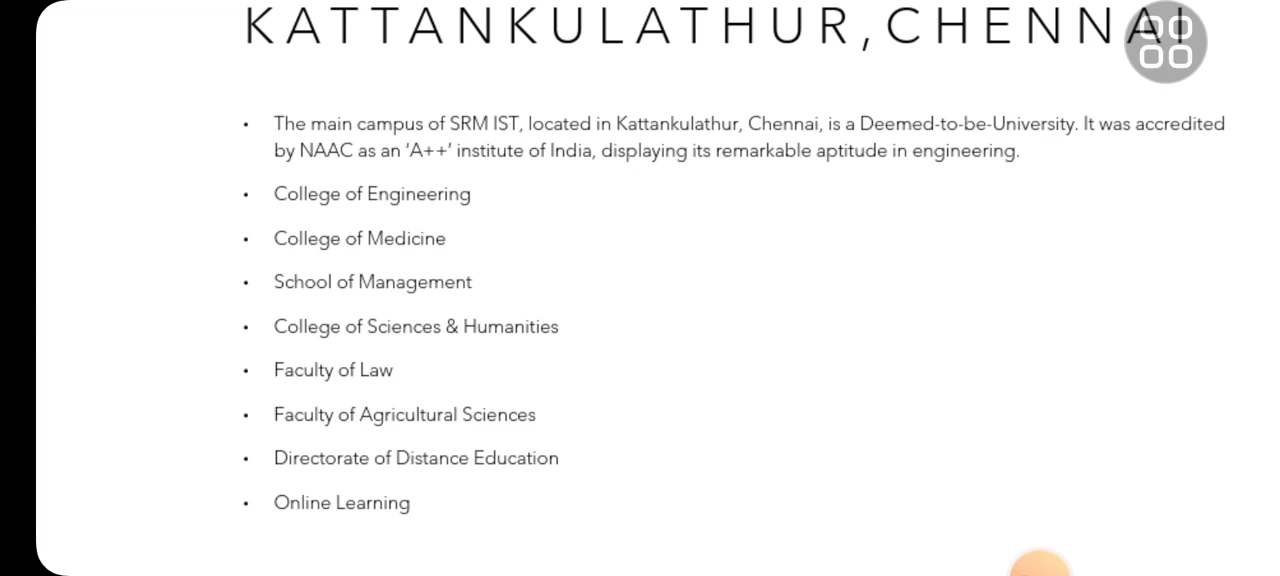 KATTANKULATHUR,CHENNAI
• The main campus of SRM IST, located in Kattankulathur, Chennai, is a Deemed-to-be-University. It was accredited
by NAAC as an ‘A++’ institute of India, displaying its remarkable aptitude in engineering.
• College of Engineering
• College of Medicine
• School of Management
• College of Sciences & Humanities
• Faculty of Law
• Faculty of Agricultural Sciences
• Directorate of Distance Education
• Online Learning